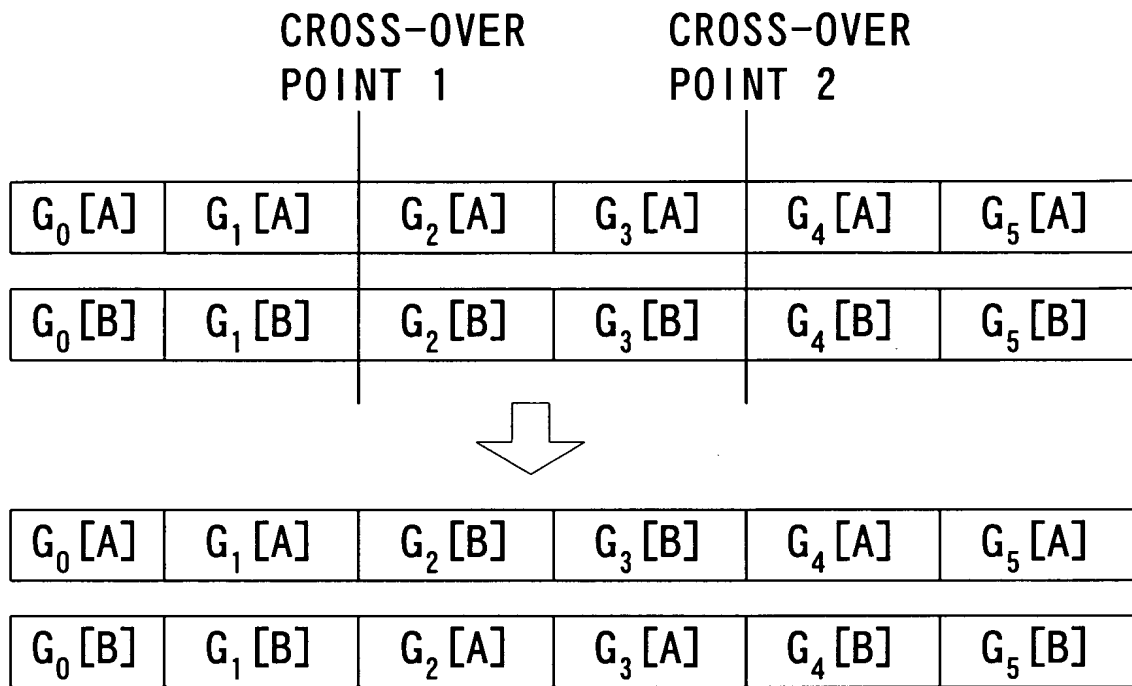 CROSS-OVER CROSS-OVER
POINT 1 POINT 2
G₀[A] G₁[A] G₂[A] G₃[A] G₄[A] G₅[A]
G₀[B] G₁[B] G₂[B] G₃[B] G₄[B] G₅[B]
G₀[A] G₁[A] G₂[B] G₃[B] G₄[A] G₅[A]
G₀[B] G₁[B] G₂[A] G₃[A] G₄[B] G₅[B]